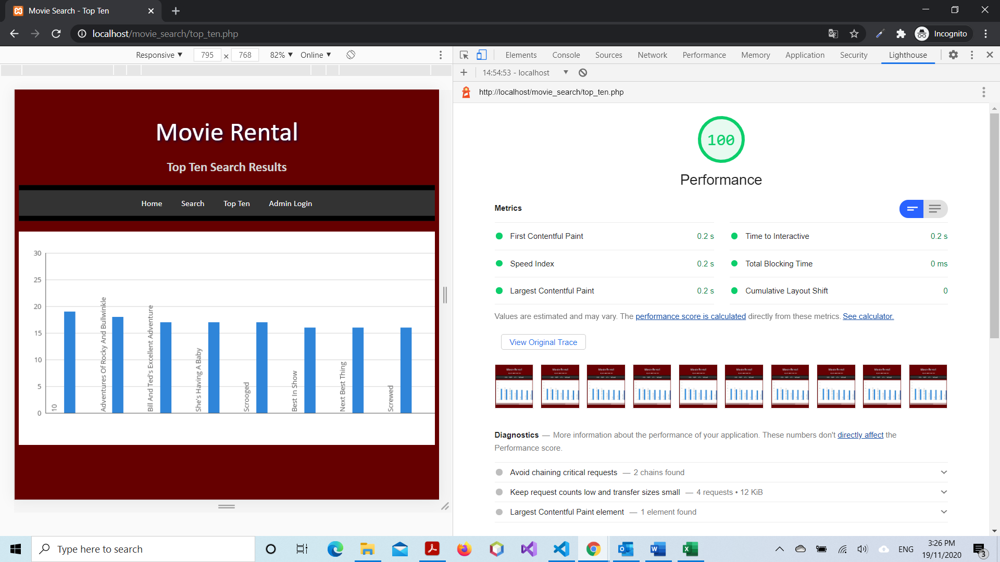 Movie Search - Top Ten
localhost/movie_search/top_ten.php
Incognito
Responsive ▼ 795 × 768 82% ▼ Online ▼
Elements Console Sources Network Performance Memory Application Security Lighthouse
14:54:53 - localhost
http://localhost/movie_search/top_ten.php
Movie Rental
Top Ten Search Results
Home Search Top Ten Admin Login
30
25
20
15
10
5
0
10
Adventures Of Rocky And Bullwinkle
Bill And Ted's Excellent Adventure
She's Having A Baby
Scrooged
Best In Show
Next Best Thing
Screwed
100
Performance
Metrics
First Contentful Paint 0.2 s
Time to Interactive 0.2 s
Speed Index 0.2 s
Total Blocking Time 0 ms
Largest Contentful Paint 0.2 s
Cumulative Layout Shift 0
Values are estimated and may vary. The performance score is calculated directly from these metrics. See calculator.
View Original Trace
Diagnostics — More information about the performance of your application. These numbers don't directly affect the
Performance score.
Avoid chaining critical requests — 2 chains found
Keep request counts low and transfer sizes small — 4 requests • 12 KiB
Largest Contentful Paint element — 1 element found
Type here to search
ENG
3:26 PM
19/11/2020
3